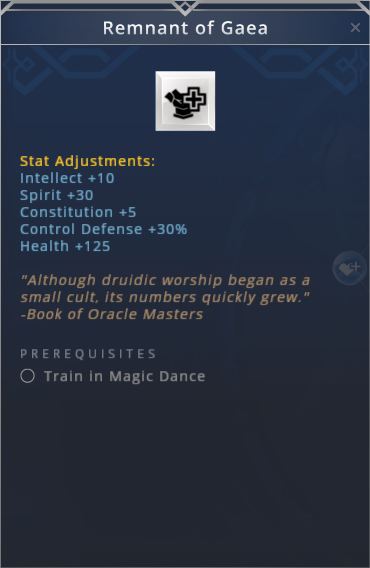 Remnant of Gaea
Stat Adjustments:
Intellect +10
Spirit +30
Constitution +5
Control Defense +30%
Health +125
"Although druidic worship began as a
small cult, its numbers quickly grew."
-Book of Oracle Masters
PREREQUISITES
Train in Magic Dance